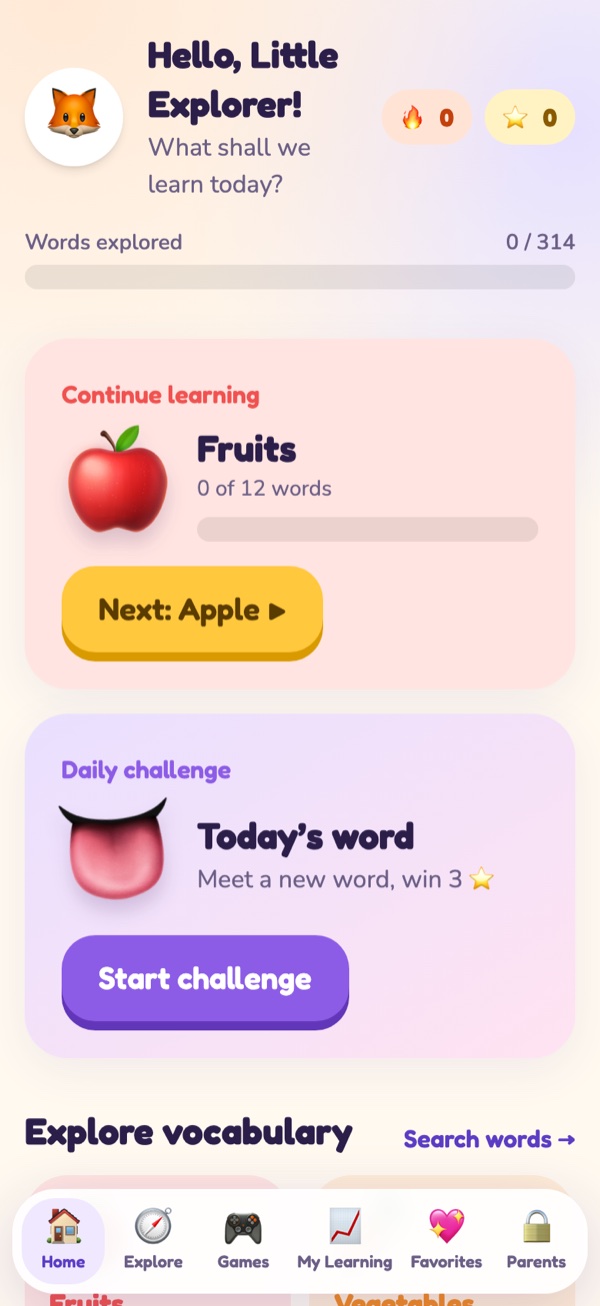 Hello, Little
Explorer!
What shall we
learn today?
0
0
Words explored
0 / 314
Continue learning
Fruits
0 of 12 words
Next: Apple ▶
Daily challenge
Today's word
Meet a new word, win 3 ⭐
Start challenge
Explore vocabulary
Search words →
Home
Explore
Games
My Learning
Favorites
Parents
Fruits
Vegetables